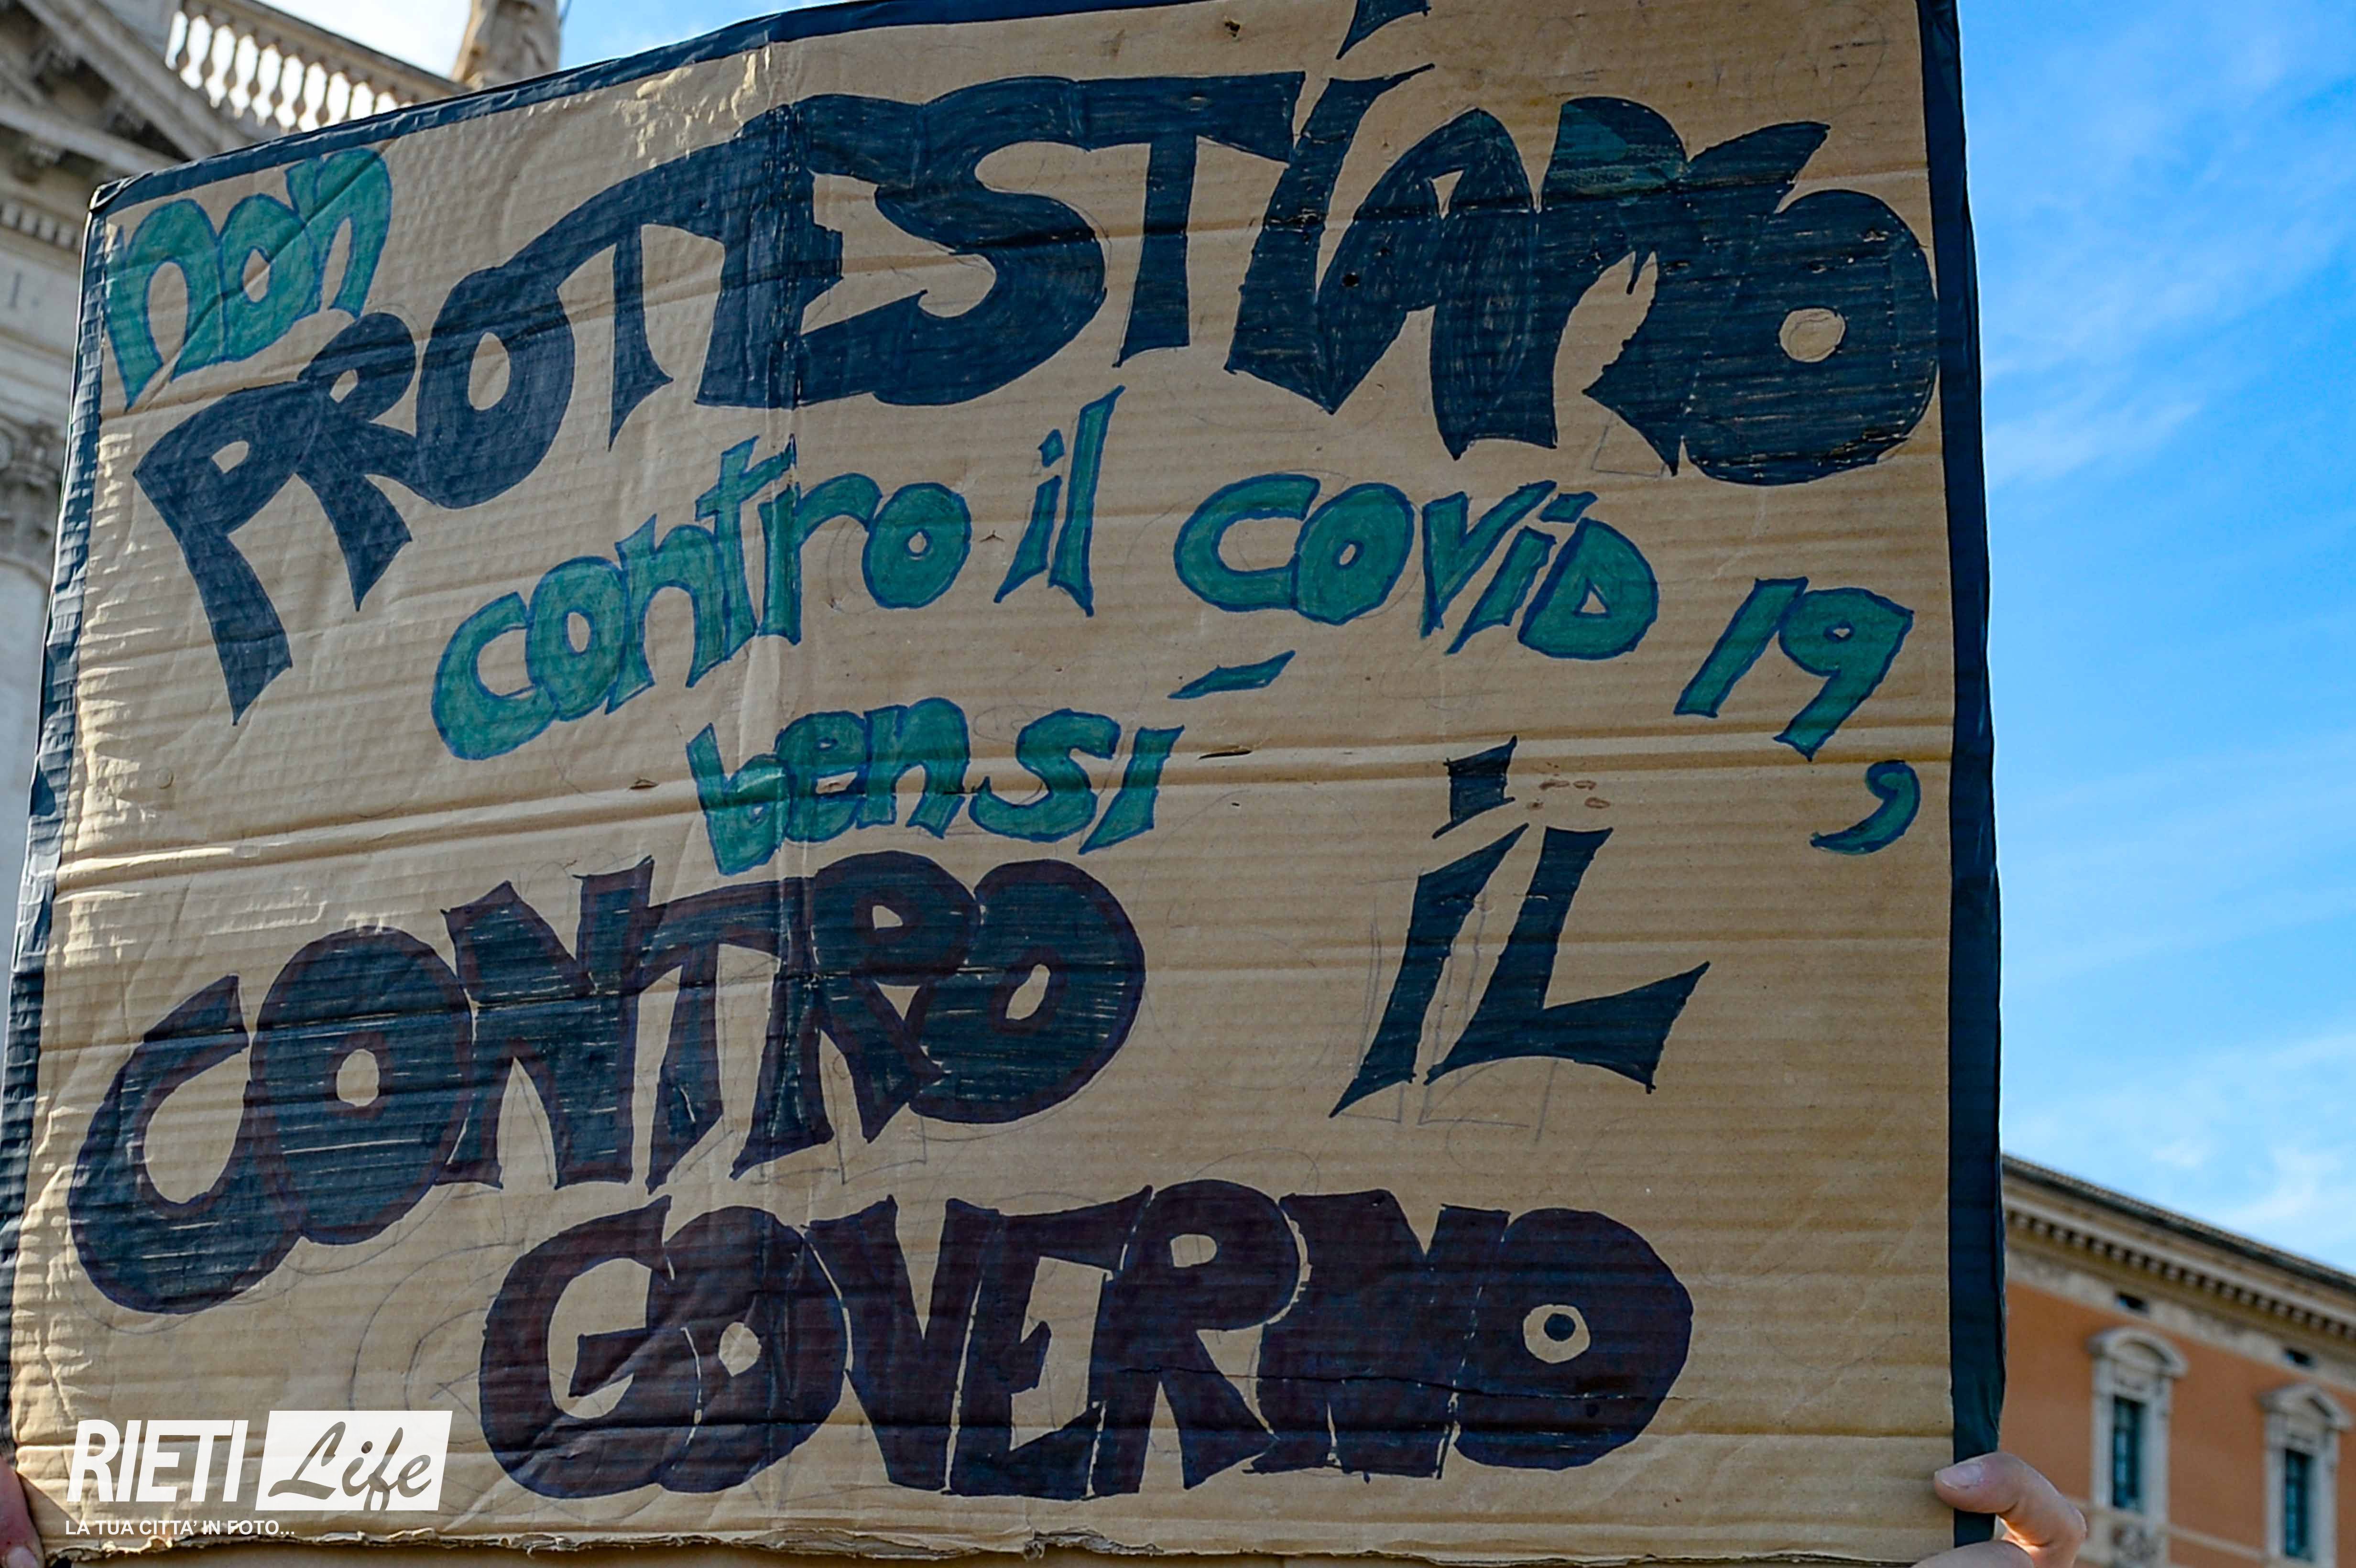 non
PROTESTiAMO
contro il COVID 19,
bensí
CONTRO iL
GOVERNO
RIETI Life
LA TUA CITTA' IN FOTO...